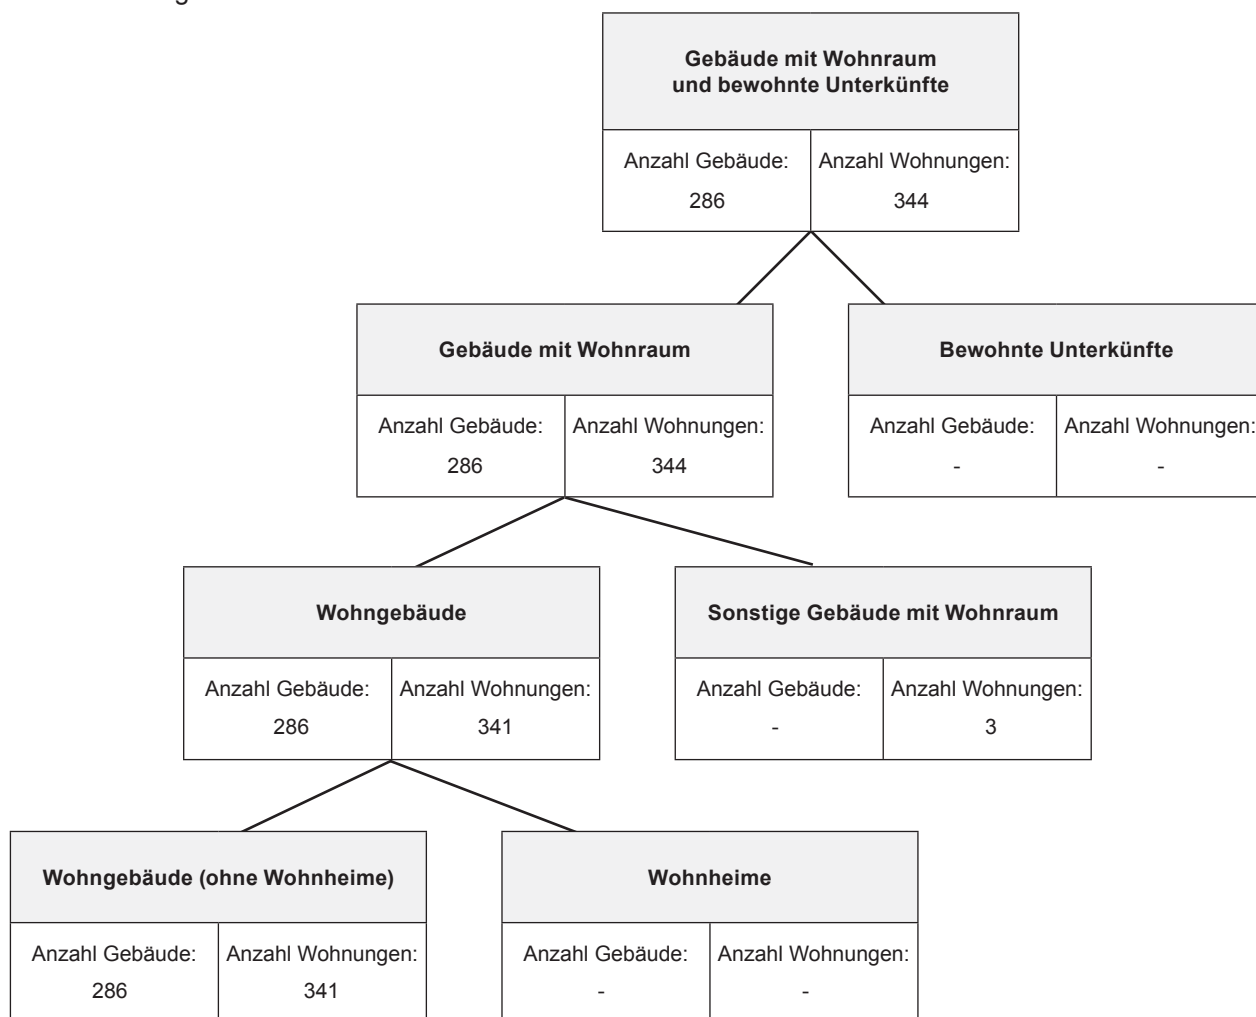 Gebäude mit Wohnraum
und bewohnte Unterkünfte
Anzahl Gebäude: Anzahl Wohnungen:
286 344
Gebäude mit Wohnraum
Bewohnte Unterkünfte
Anzahl Gebäude: Anzahl Wohnungen:
286 344
Anzahl Gebäude: Anzahl Wohnungen:
- -
Wohngebäude
Sonstige Gebäude mit Wohnraum
Anzahl Gebäude: Anzahl Wohnungen:
286 341
Anzahl Gebäude: Anzahl Wohnungen:
- 3
Wohngebäude (ohne Wohnheime)
Wohnheime
Anzahl Gebäude: Anzahl Wohnungen:
286 341
Anzahl Gebäude: Anzahl Wohnungen:
- -